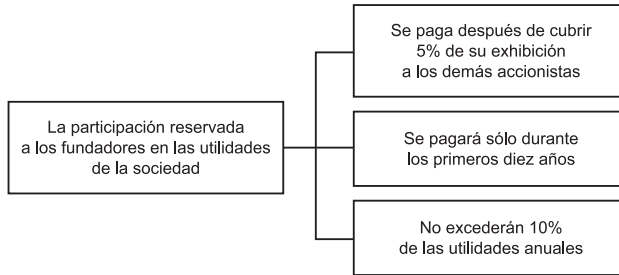 La participación reservada
a los fundadores en las utilidades
de la sociedad
Se paga después de cubrir
5% de su exhibición
a los demás accionistas
Se pagará sólo durante
los primeros diez años
No excederán 10%
de las utilidades anuales